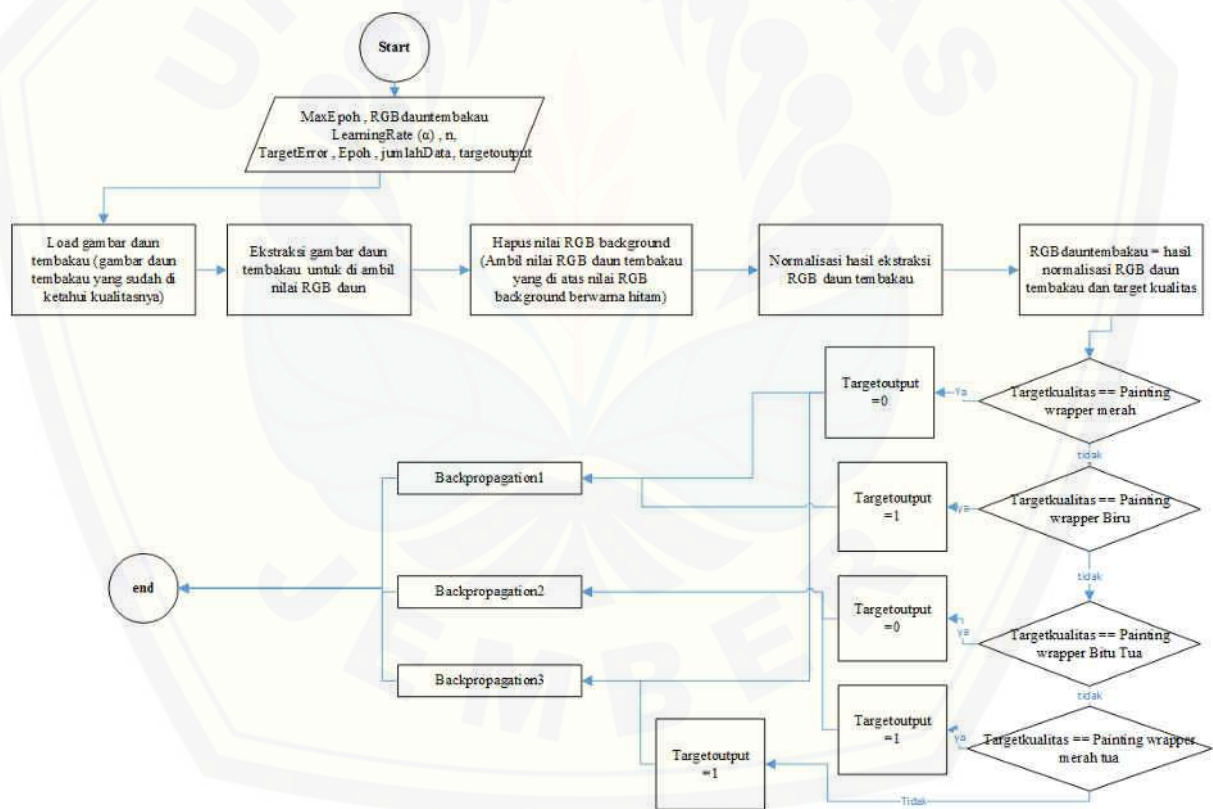 UNIVERSITAS
Start
MaxEpoh , RGBdauntembakau
LearningRate (α) , n,
TargetError , Epoh , jumlahData, targetoutput
Load gambar daun
tembakau (gambar daun
tembakau yang sudah di
ketahui kualitasnya)
Ekstraksi gambar daun
tembakau untuk di ambil
nilai RGB daun
Hapus nilai RGB background
(Ambil nilai RGB daun tembakau
yang di atas nilai RGB
background berwarna hitam)
Normalisasi hasil ekstraksi
RGB daun tembakau
RGBdauntembakau = hasil
normalisasi RGB daun
tembakau dan target kualitas
Targetkualitas == Painting
wrapper merah
Ya
Targetoutput
=0
tidak
Backpropagation1
Targetkualitas == Painting
wrapper Biru
ya
Targetoutput
=1
tidak
end
Backpropagation2
Targetoutput
=0
ya
Targetkualitas == Painting
wrapper Bitu Tua
tidak
Backpropagation3
Targetoutput
=1
ya
Targetkualitas == Painting wrapper
merah tua
Targetoutput
=1
Tidak
JEMBER